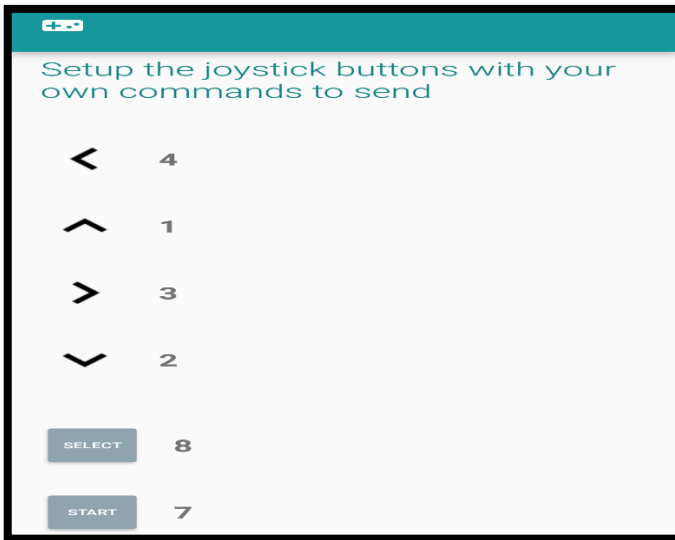 Setup the joystick buttons with your
own commands to send
< 4
1
> 3
2
SELECT 8
START 7